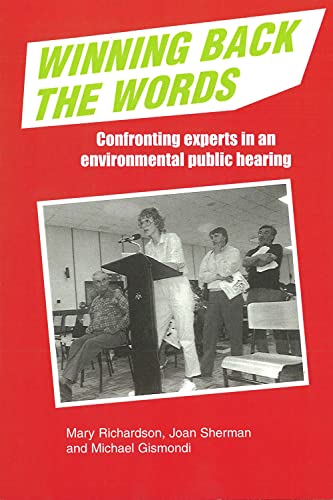 WINNING BACK
THE WORDS
Confronting experts in an
environmental public hearing
Mary Richardson, Joan Sherman
and Michael Gismondi